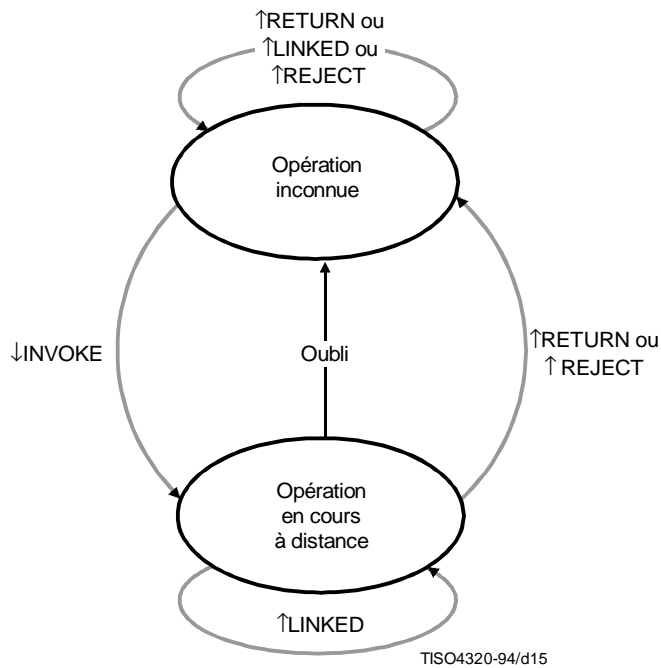 ↑RETURN ou
↑LINKED ou
↑REJECT
Opération
inconnue
↓INVOKE
Oubli
↑RETURN ou
↑ REJECT
Opération
en cours
à distance
↑LINKED
TISO4320-94/d15